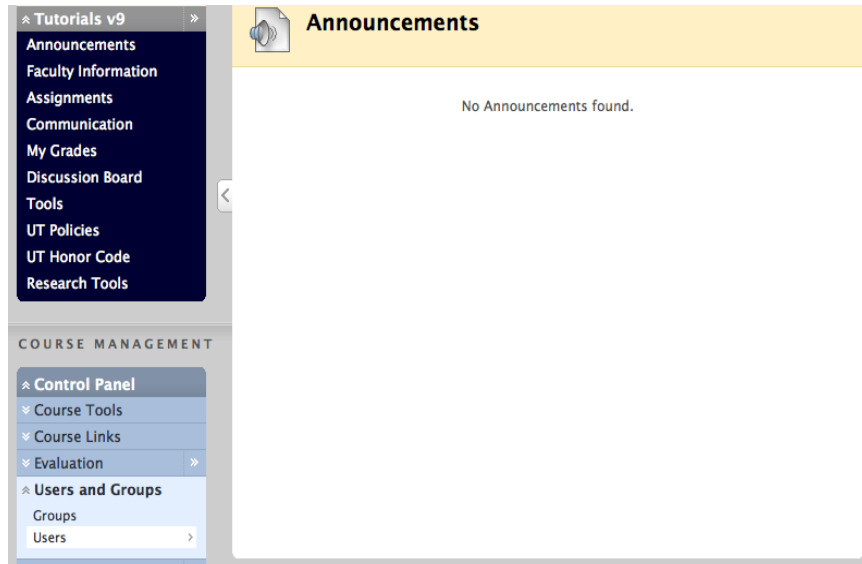 Tutorials v9
Announcements
Faculty Information
Assignments
Communication
My Grades
Discussion Board
Tools
UT Policies
UT Honor Code
Research Tools
COURSE MANAGEMENT
Control Panel
Course Tools
Course Links
Evaluation
Users and Groups
Groups
Users
Announcements
No Announcements found.